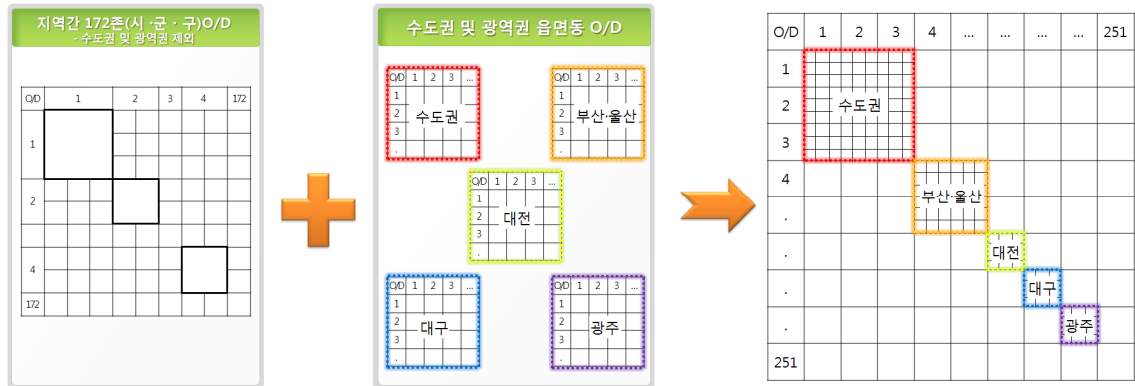 지역간 172존(시 ·군 · 구)O/D
- 수도권 및 광역권 제외
O/D 1 2 3 4 172
1
2
4
172
수도권 및 광역권 읍면동 O/D
O/D 1 2 3 ...
1
2
3
.
수도권
O/D 1 2 3 ...
1
2
3
.
부산·울산
O/D 1 2 3 ...
1
2
3
.
대전
O/D 1 2 3 ...
1
2
3
.
대구
O/D 1 2 3 ...
1
2
3
.
광주
O/D 1 2 3 4 ... ... ... ... 251
1
2 수도권
3
4
부산·울산
.
. 대전
. 대구
. 광주
251